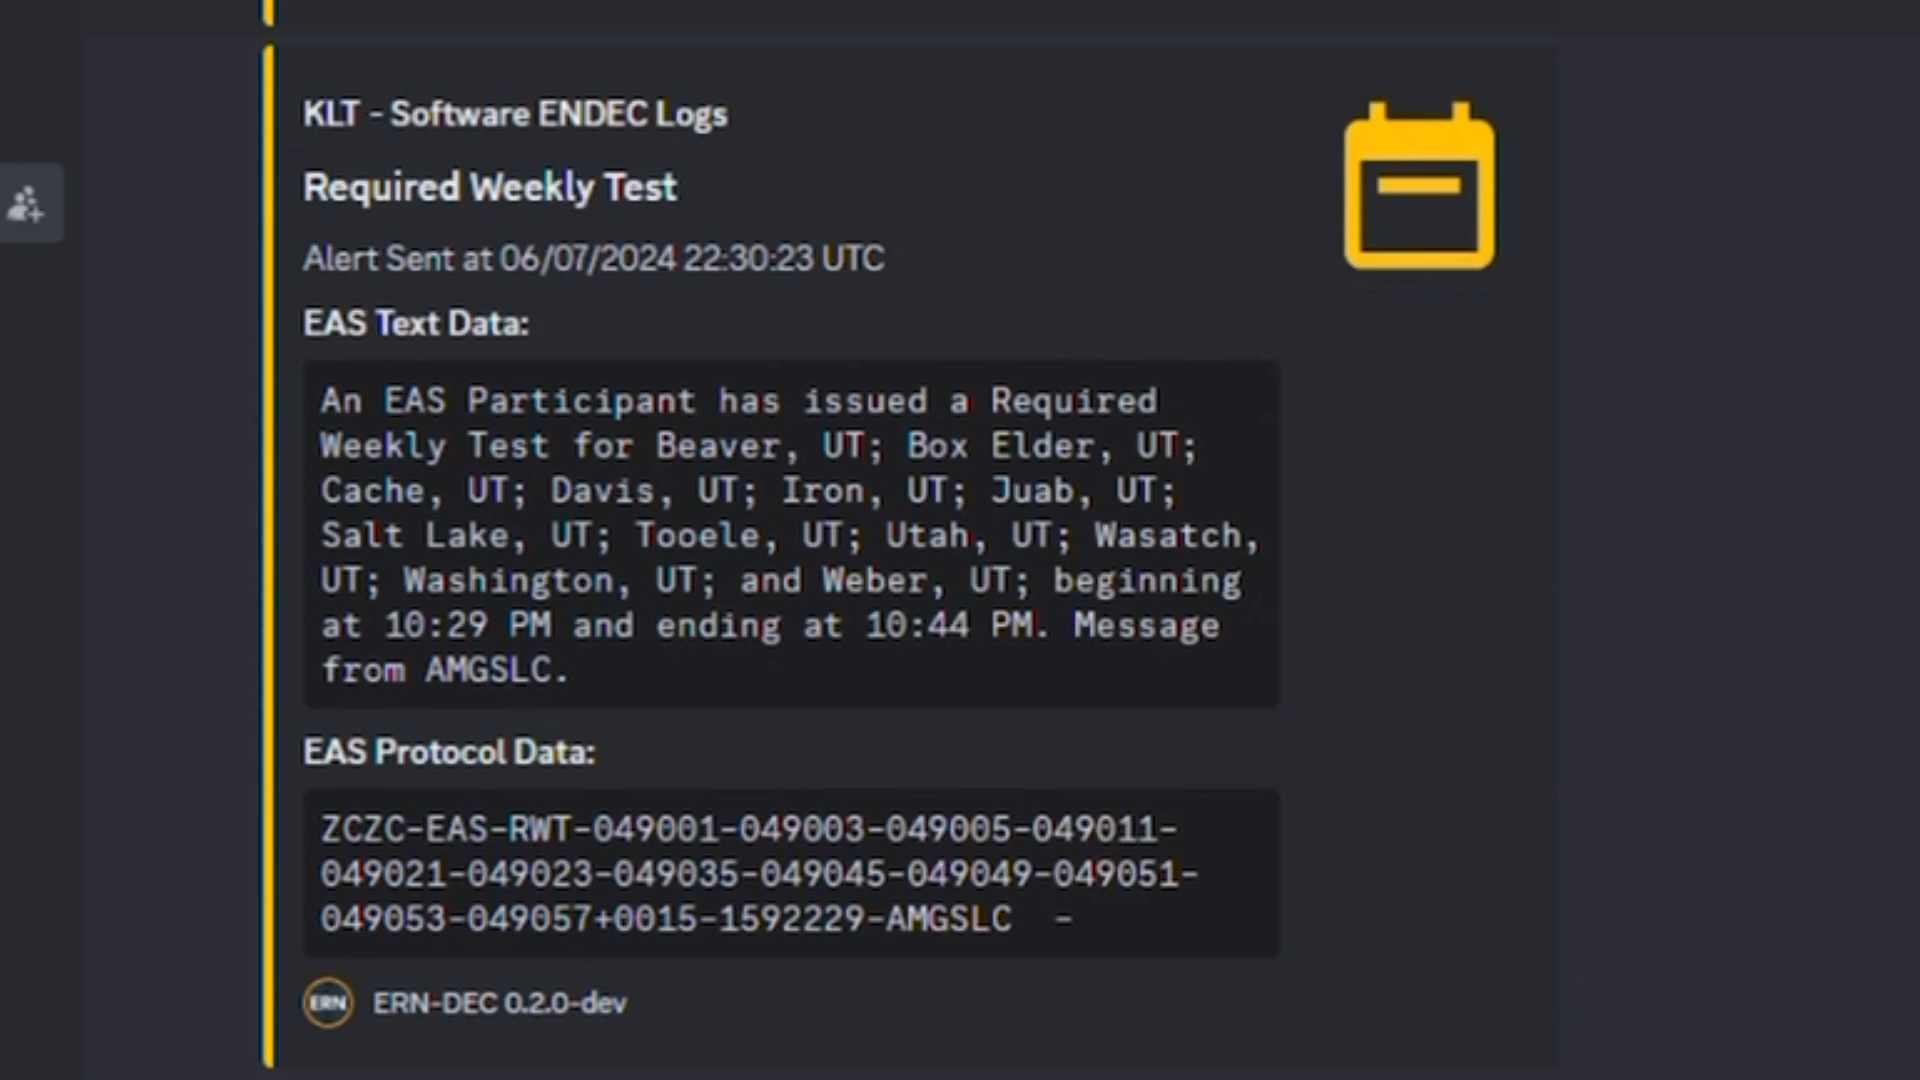 KLT - Software ENDEC Logs
Required Weekly Test
Alert Sent at 06/07/2024 22:30:23 UTC
EAS Text Data:
An EAS Participant has issued a Required
Weekly Test for Beaver, UT; Box Elder, UT;
Cache, UT; Davis, UT; Iron, UT; Juab, UT;
Salt Lake, UT; Tooele, UT; Utah, UT; Wasatch,
UT; Washington, UT; and Weber, UT; beginning
at 10:29 PM and ending at 10:44 PM. Message
from AMGSLC.
EAS Protocol Data:
ZCZC-EAS-RWT-049001-049003-049005-049011-
049021-049023-049035-049045-049049-049051-
049053-049057+0015-1592229-AMGSLC  -
ERN ERN-DEC 0.2.0-dev